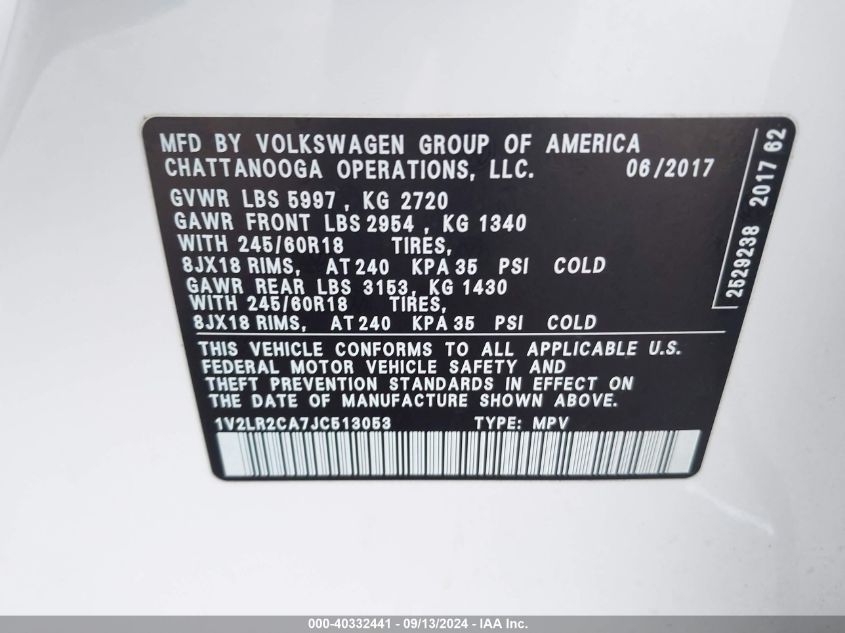 MFD BY VOLKSWAGEN GROUP OF AMERICA
CHATTANOOGA OPERATIONS, LLC. 06/2017
GVWR LBS 5997, KG 2720
GAWR FRONT LBS 2954, KG 1340
WITH 245/60R18 TIRES,
8JX18 RIMS, AT 240 KPA 35 PSI COLD
GAWR REAR LBS 3153, KG 1430
WITH 245/60R18 TIRES,
8JX18 RIMS, AT 240 KPA 35 PSI COLD
THIS VEHICLE CONFORMS TO ALL APPLICABLE U.S.
FEDERAL MOTOR VEHICLE SAFETY AND
THEFT PREVENTION STANDARDS IN EFFECT ON
THE DATE OF MANUFACTURE SHOWN ABOVE.
1V2LR2CA7JC513053 TYPE: MPV
2529238 2017 62
000-40332441 - 09/13/2024 - IAA Inc.